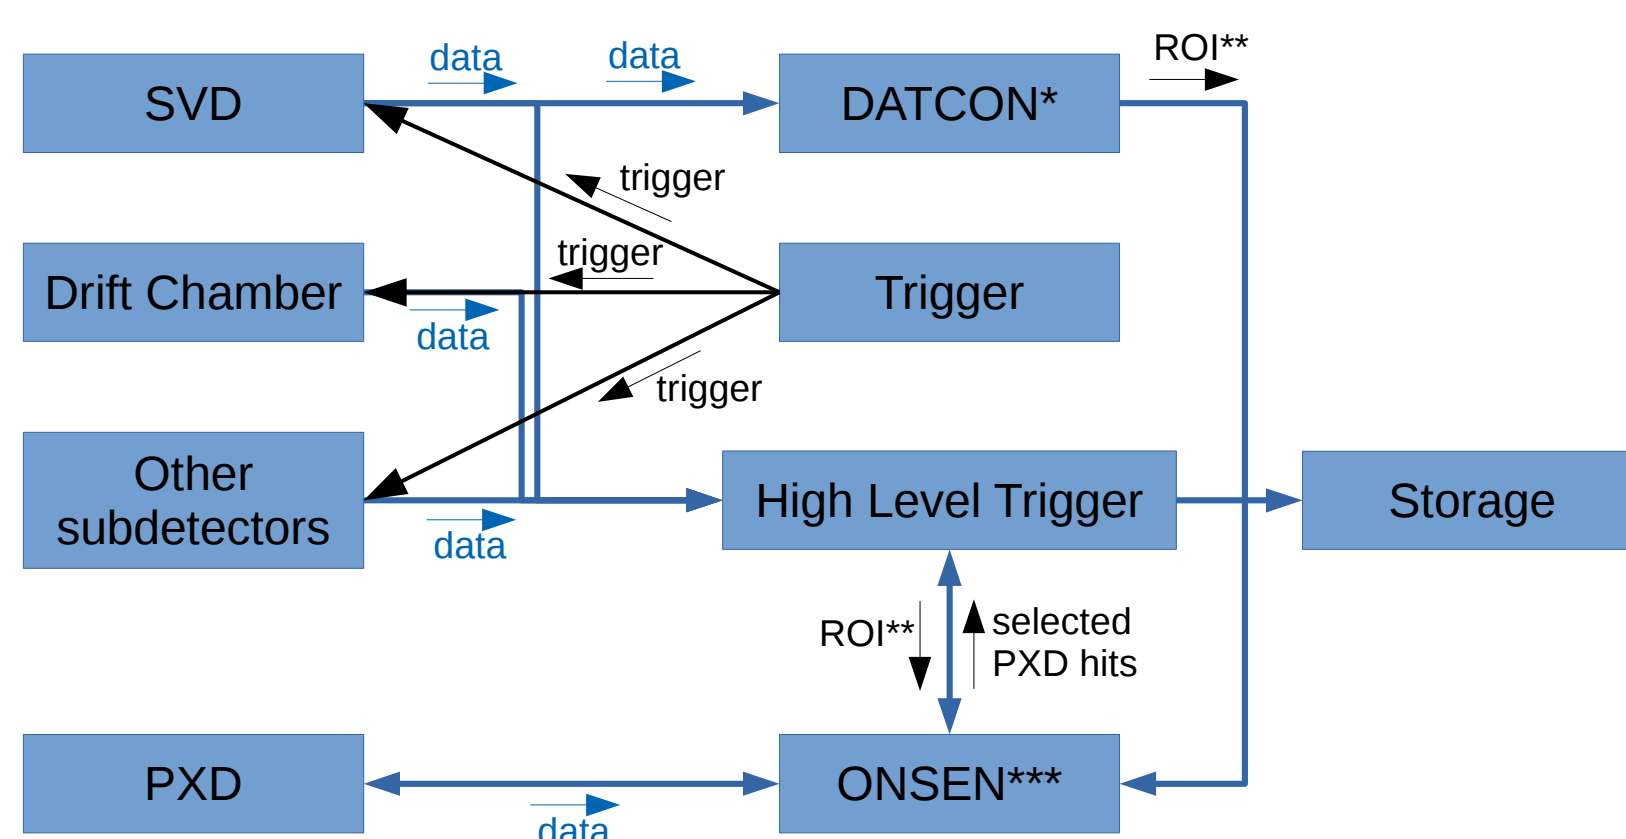 data
data
ROI**
SVD
DATCON*
trigger
trigger
Drift Chamber
Trigger
data
trigger
Other
subdetectors
High Level Trigger
Storage
data
ROI**
selected
PXD hits
PXD
ONSEN***
data